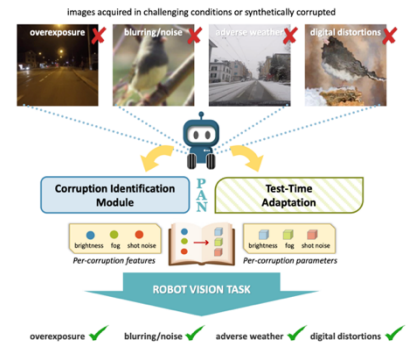 images acquired in challenging conditions or synthetically corrupted
overexposure
blurring/noise
adverse weather
digital distortions
Corruption Identification
Module
PAN
Test-Time
Adaptation
brightness fog shot noise
brightness fog shot noise
Per-corruption features
Per-corruption parameters
ROBOT VISION TASK
overexposure blurring/noise adverse weather digital distortions